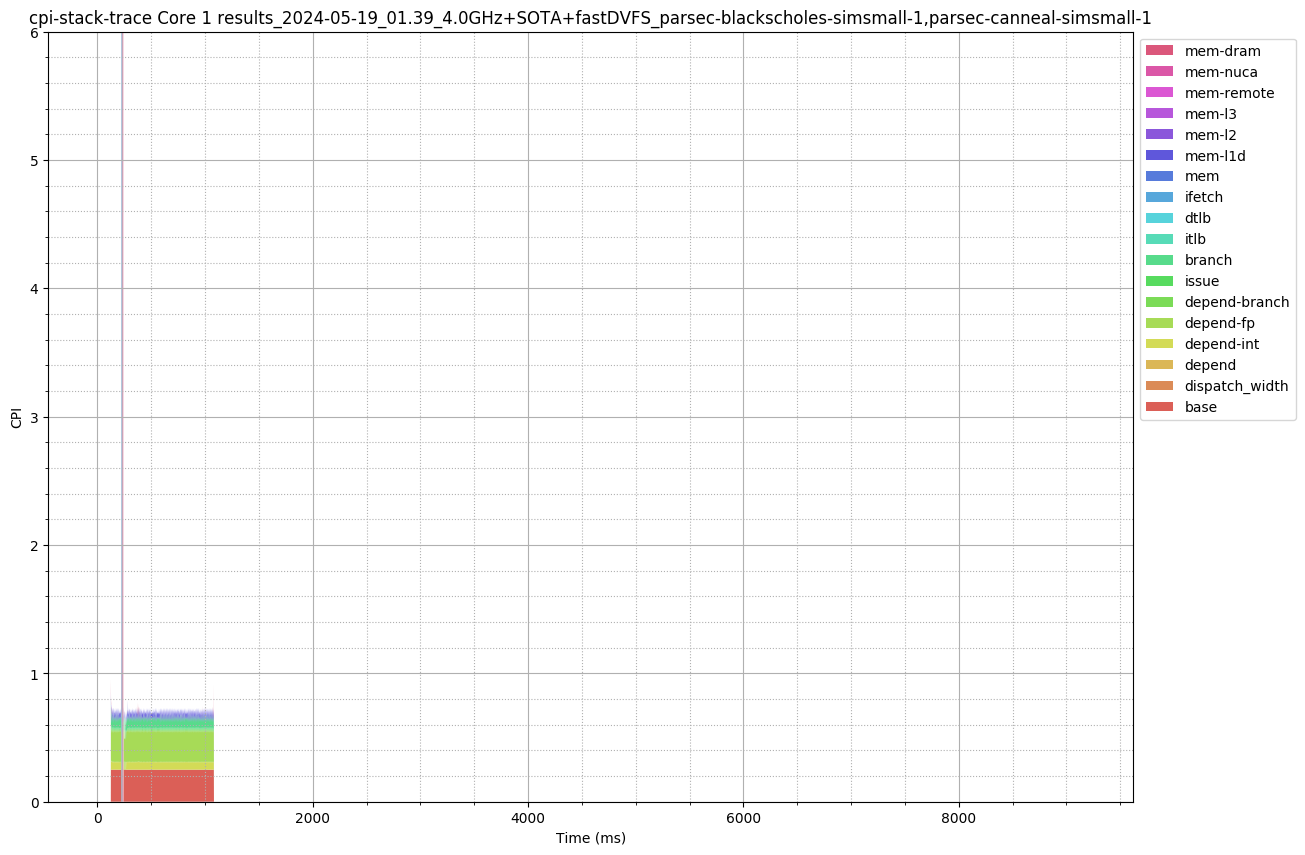 cpi-stack-trace Core 1 results_2024-05-19_01.39_4.0GHz+SOTA+fastDVFS_parsec-blackscholes-simsmall-1,parsec-canneal-simsmall-1
6
5
4
3
2
1
0
CPI
0 2000 4000 6000 8000
Time (ms)
mem-dram
mem-nuca
mem-remote
mem-l3
mem-l2
mem-l1d
mem
ifetch
dtlb
itlb
branch
issue
depend-branch
depend-fp
depend-int
depend
dispatch_width
base